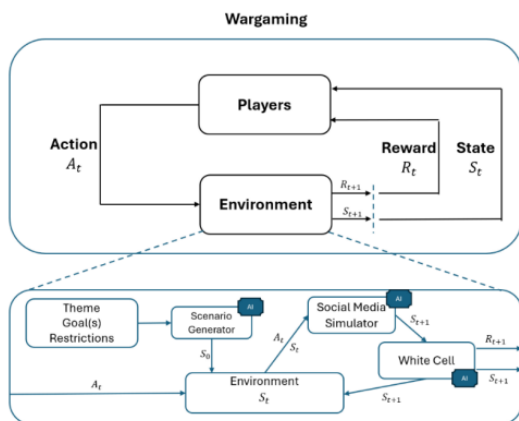 Wargaming
Players
Action
A_t
Reward
R_t
State
S_t
Environment
R_{t+1}
S_{t+1}
Theme
Goal(s)
Restrictions
Scenario
Generator
AI
Social Media
Simulator
AI
S_0
A_t
S_t
S_{t+1}
White Cell
AI
R_{t+1}
S_{t+1}
A_t
Environment
S_t
S_{t+1}